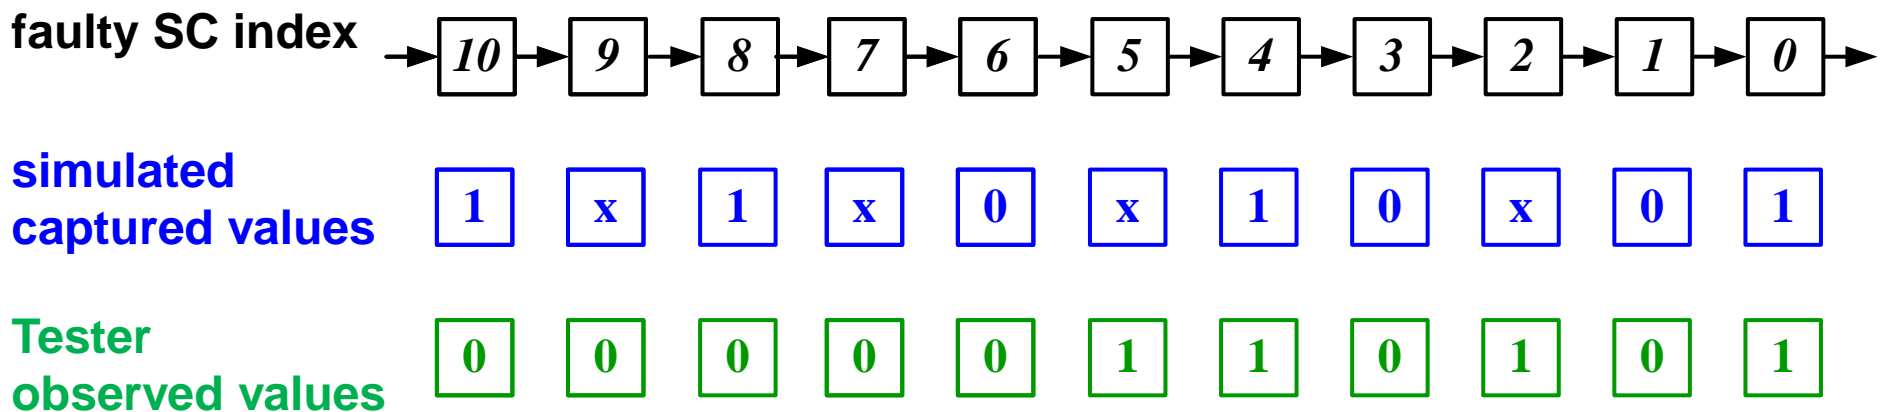 faulty SC index 10 9 8 7 6 5 4 3 2 1 0
simulated
captured values 1 x 1 x 0 x 1 0 x 0 1
Tester
observed values 0 0 0 0 0 1 1 0 1 0 1